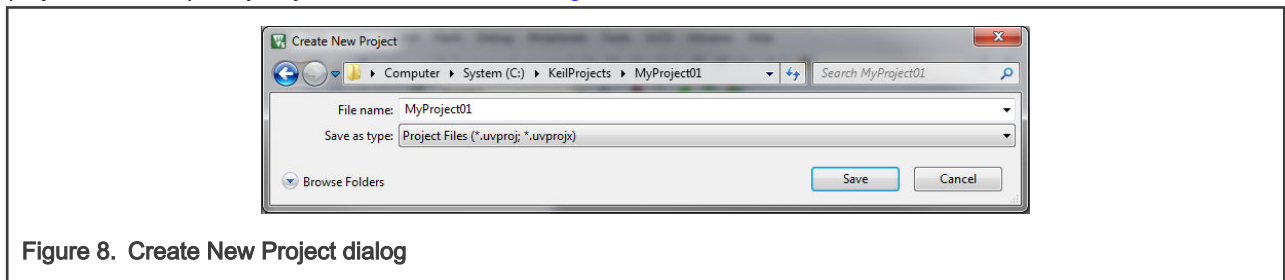 Create New Project
Computer ▸ System (C:) ▸ KeilProjects ▸ MyProject01
Search MyProject01
File name: MyProject01
Save as type: Project Files (*.uvproj; *.uvprojx)
Browse Folders
Save
Cancel
Figure 8. Create New Project dialog